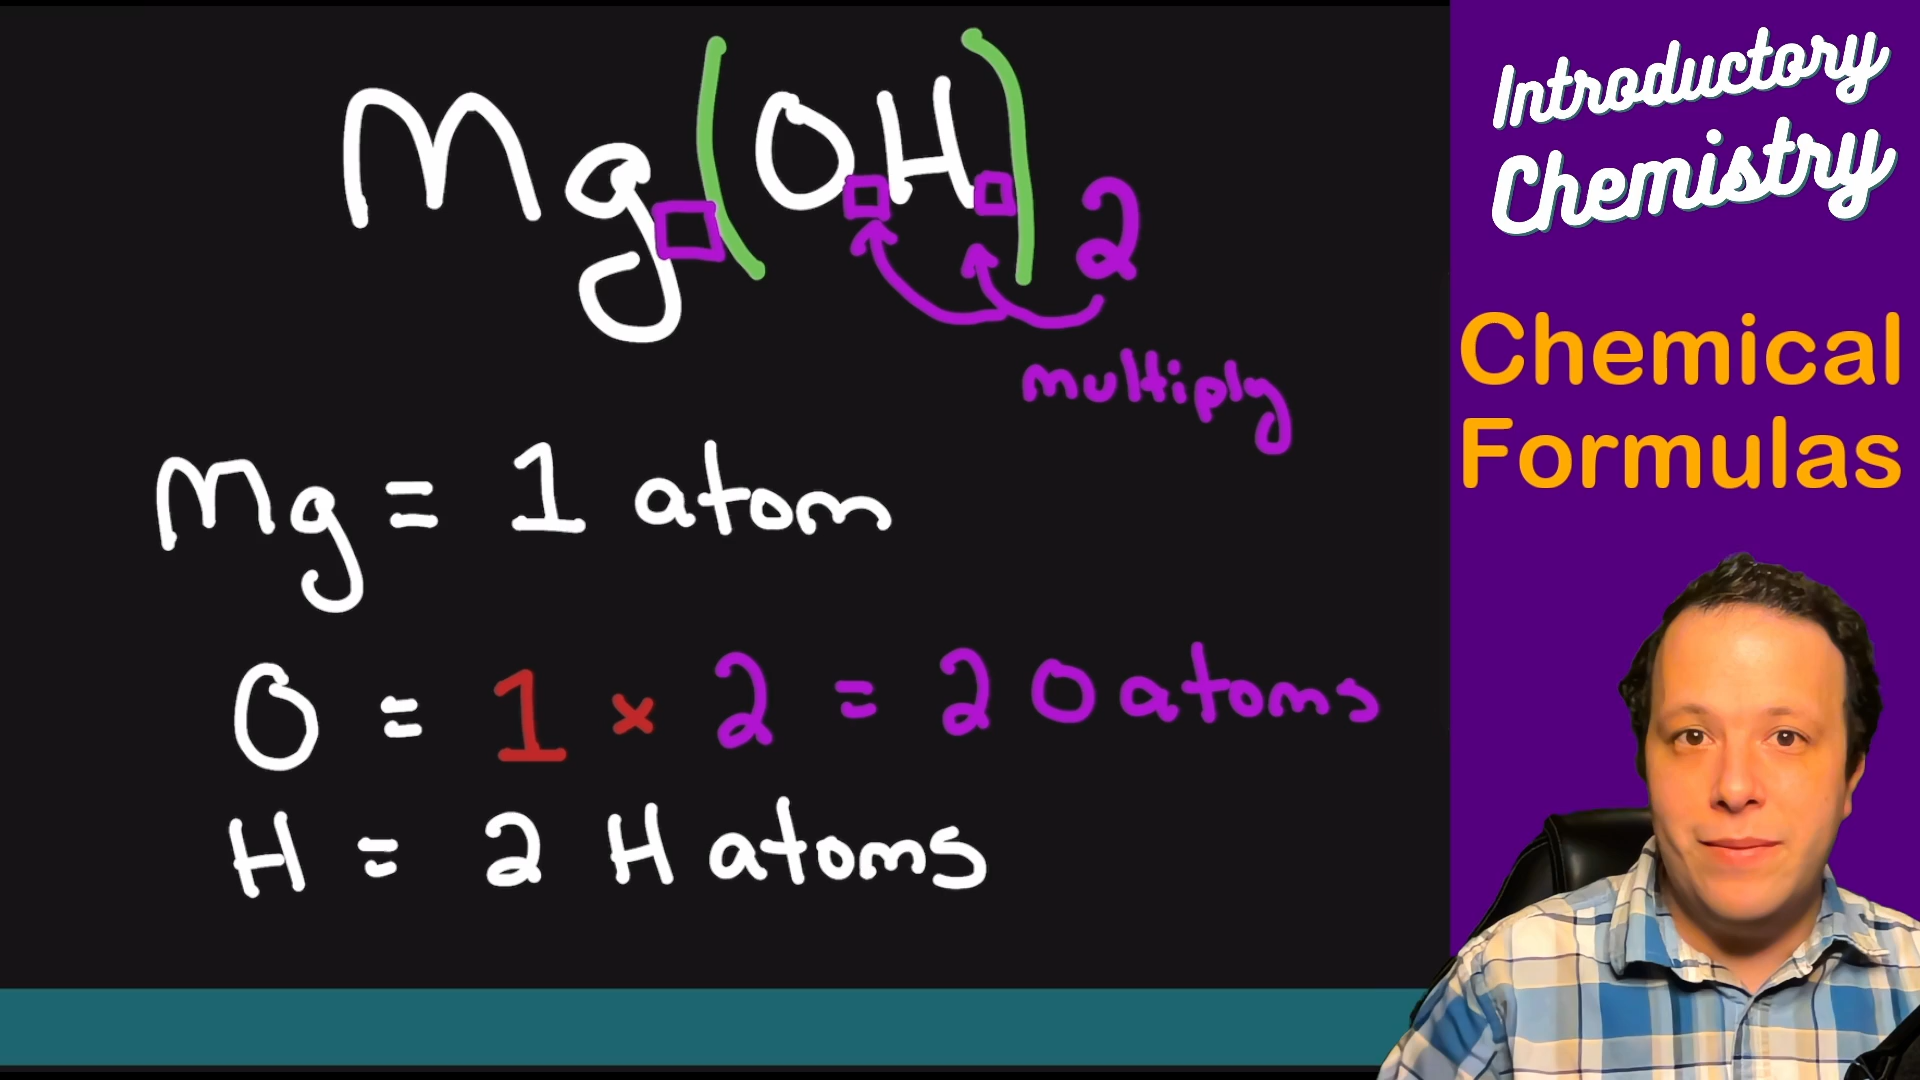 Mg(OH)2
multiply
Mg = 1 atom
O = 1 × 2 = 2 O atoms
H = 2 H atoms
Introductory
Chemistry
Chemical
Formulas